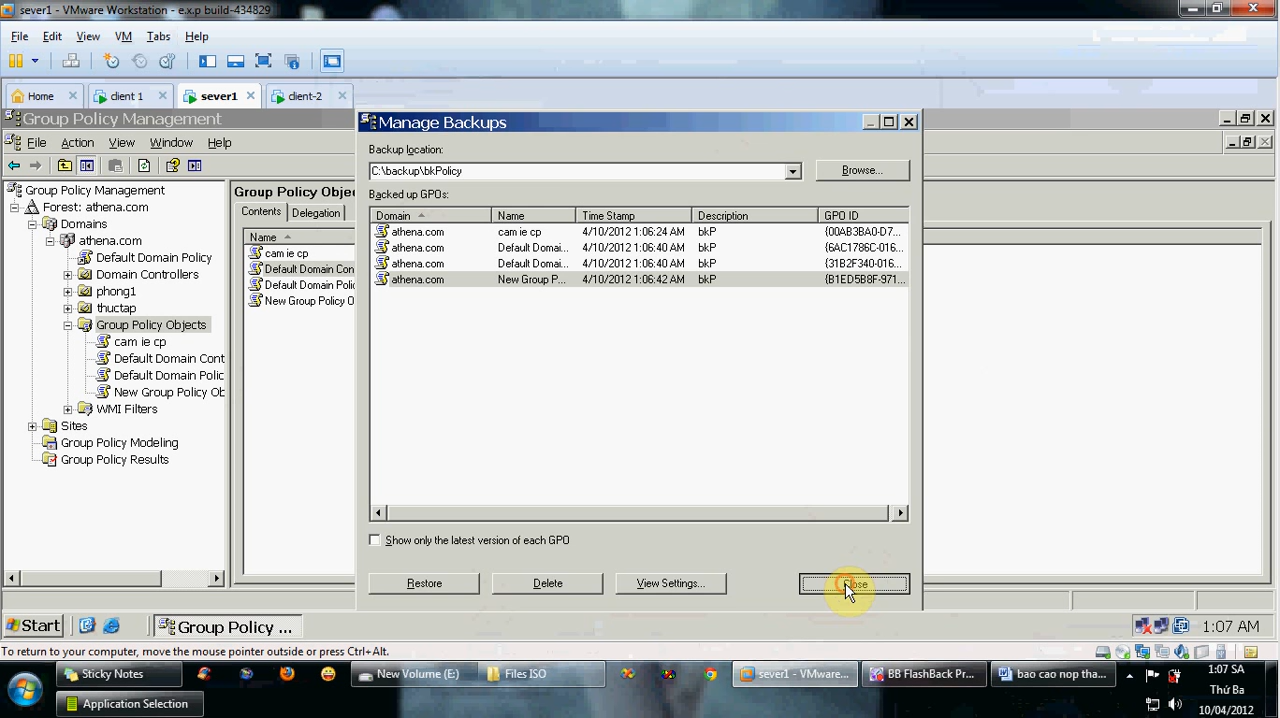 sever1 - VMware Workstation - e.x.p build-434829
File Edit View VM Tabs Help
Home client 1 sever1 client-2
Group Policy Management
File Action View Window Help
Group Policy Management
Forest: athena.com
Domains
athena.com
Default Domain Policy
Domain Controllers
phong1
thuctap
Group Policy Objects
cam ie cp
Default Domain Cont
Default Domain Polic
New Group Policy Ob
WMI Filters
Sites
Group Policy Modeling
Group Policy Results
Group Policy Objec
Contents Delegation
Name
cam ie cp
Default Domain Con
Default Domain Polic
New Group Policy O
Manage Backups
Backup location:
C:\backup\bkPolicy
Browse...
Backed up GPOs:
Domain Name Time Stamp Description GPO ID
athena.com cam ie cp 4/10/2012 1:06:24 AM bkP {00AB3BA0-D7...
athena.com Default Domai... 4/10/2012 1:06:40 AM bkP {6AC1786C-016...
athena.com Default Domai... 4/10/2012 1:06:40 AM bkP {31B2F340-016...
athena.com New Group P... 4/10/2012 1:06:42 AM bkP {B1ED5B8F-971...
Show only the latest version of each GPO
Restore Delete View Settings... Close
Start Group Policy ... 1:07 AM
To return to your computer, move the mouse pointer outside or press Ctrl+Alt.
Sticky Notes New Volume (E:) Files ISO sever1 - VMware... BB FlashBack Pr... bao cao nop tha...
Application Selection
1:07 SA
Thứ Ba
10/04/2012